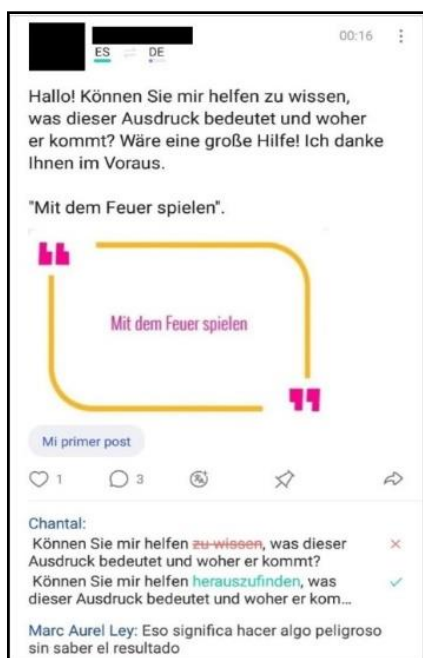 00:16
ES DE
Hallo! Können Sie mir helfen zu wissen,
was dieser Ausdruck bedeutet und woher
er kommt? Wäre eine große Hilfe! Ich danke
Ihnen im Voraus.
"Mit dem Feuer spielen".
Mit dem Feuer spielen
Mi primer post
1 3
Chantal:
Können Sie mir helfen zu wissen, was dieser
Ausdruck bedeutet und woher er kommt?
Können Sie mir helfen herauszufinden, was
dieser Ausdruck bedeutet und woher er kom...
Marc Aurel Ley: Eso significa hacer algo peligroso
sin saber el resultado